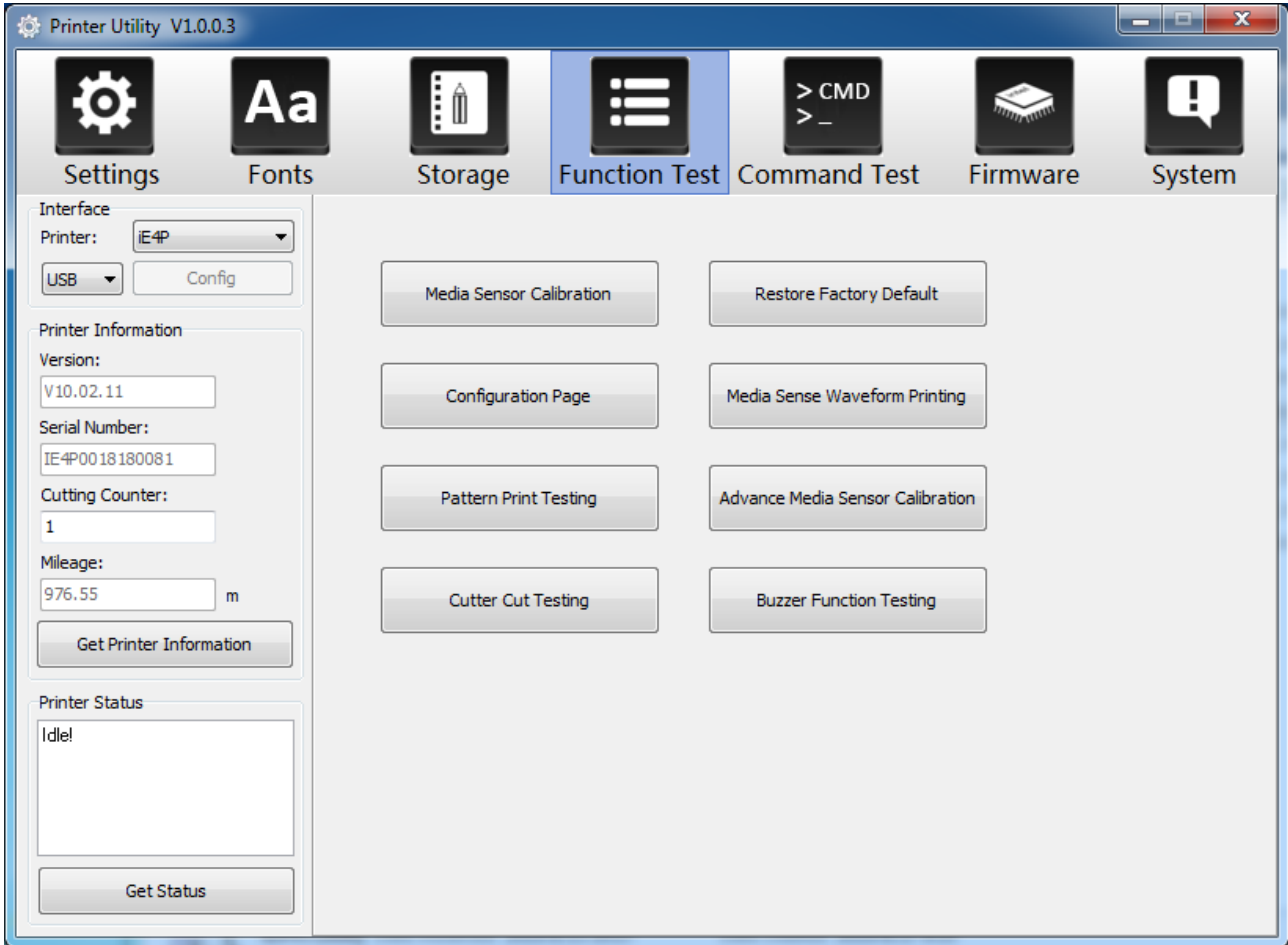 Printer Utility V1.0.0.3
Aa
> CMD
> _
Settings
Fonts
Storage
Function Test
Command Test
Firmware
System
Interface
Printer:
iE4P
USB
Config
Printer Information
Version:
V10.02.11
Serial Number:
IE4P0018180081
Cutting Counter:
1
Mileage:
976.55
m
Get Printer Information
Printer Status
Idle!
Get Status
Media Sensor Calibration
Restore Factory Default
Configuration Page
Media Sense Waveform Printing
Pattern Print Testing
Advance Media Sensor Calibration
Cutter Cut Testing
Buzzer Function Testing